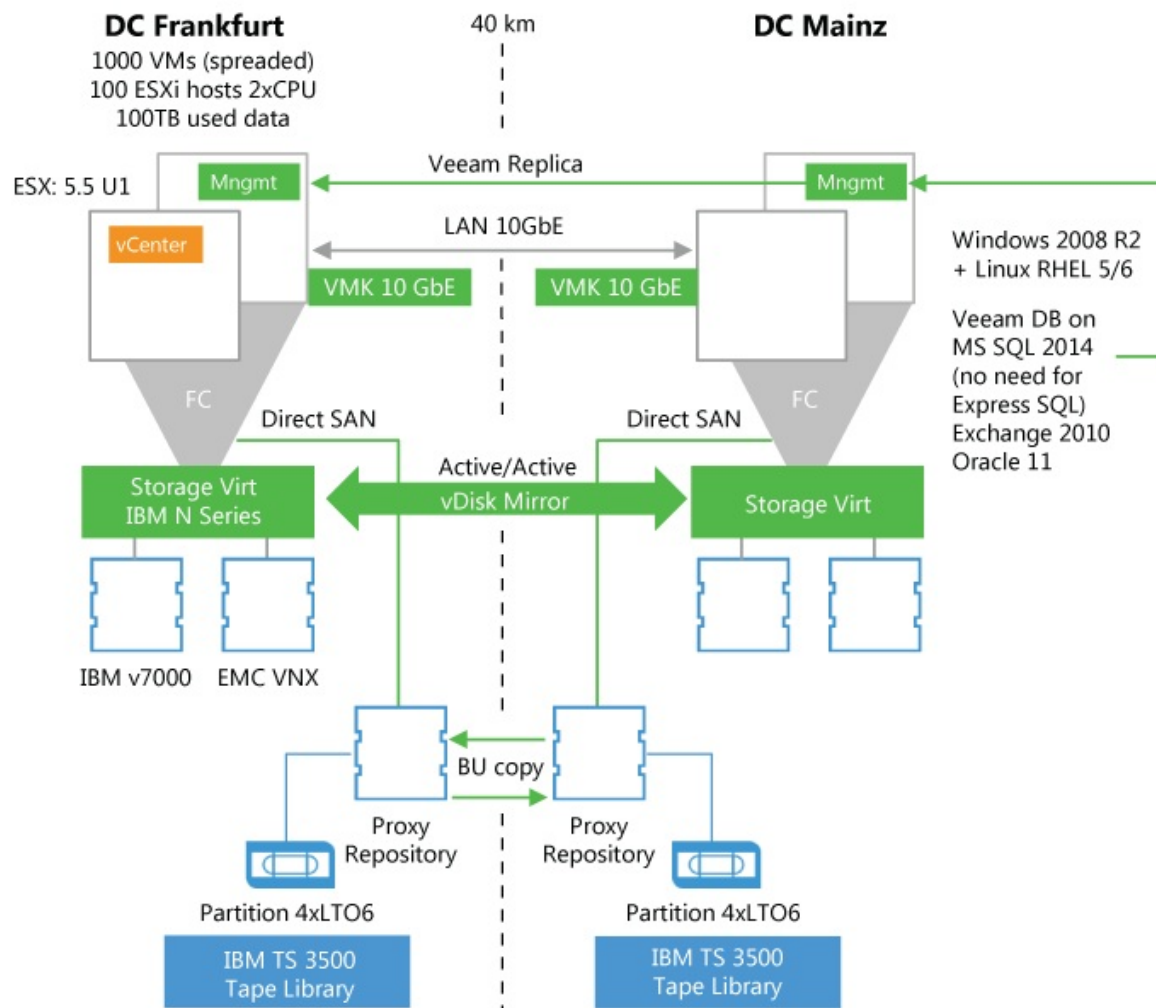 DC Frankfurt
1000 VMs (spreaded)
100 ESXi hosts 2xCPU
100TB used data
40 km
DC Mainz
ESX: 5.5 U1
Mngmt
vCenter
Veeam Replica
Mngmt
LAN 10GbE
VMK 10 GbE
VMK 10 GbE
Windows 2008 R2
+ Linux RHEL 5/6
Veeam DB on
MS SQL 2014
(no need for
Express SQL)
Exchange 2010
Oracle 11
FC
FC
Direct SAN
Direct SAN
Storage Virt
IBM N Series
Active/Active
vDisk Mirror
Storage Virt
IBM v7000
EMC VNX
BU copy
Proxy
Repository
Proxy
Repository
Partition 4xLTO6
Partition 4xLTO6
IBM TS 3500
Tape Library
IBM TS 3500
Tape Library